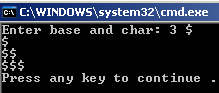 C:\WINDOWS\system32\cmd.exe
Enter base and char: 3 $
$
$$
$$$
Press any key to continue .